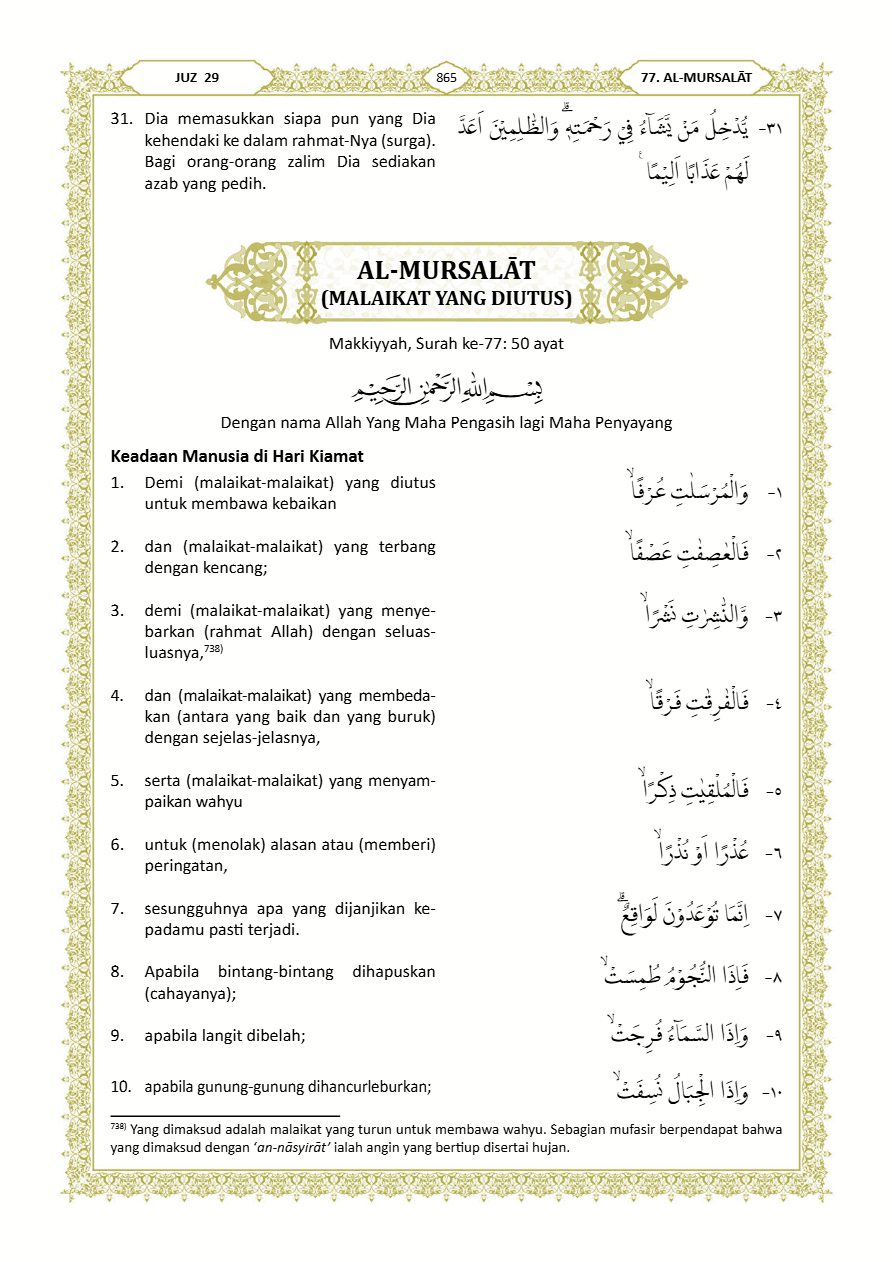 JUZ 29
865
77. AL-MURSALĀT
31. Dia memasukkan siapa pun yang Dia
kehendaki ke dalam rahmat-Nya (surga).
Bagi orang-orang zalim Dia sediakan
azab yang pedih.
٣١- يُّدْخِلُ مَنْ يَّشَاۤءُ فِيْ رَحْمَتِهٖۗ وَالظّٰلِمِيْنَ اَعَدَّ
لَهُمْ عَذَابًا اَلِيْمًا ࣖ
AL-MURSALĀT
(MALAIKAT YANG DIUTUS)
Makkiyyah, Surah ke-77: 50 ayat
بِسْمِ اللّٰهِ الرَّحْمٰنِ الرَّحِيْمِ
Dengan nama Allah Yang Maha Pengasih lagi Maha Penyayang
Keadaan Manusia di Hari Kiamat
1. Demi (malaikat-malaikat) yang diutus
untuk membawa kebaikan
١- وَالْمُرْسَلٰتِ عُرْفًاۙ
2. dan (malaikat-malaikat) yang terbang
dengan kencang;
٢- فَالْعٰصِفٰتِ عَصْفًاۙ
3. demi (malaikat-malaikat) yang menye-
barkan (rahmat Allah) dengan seluas-
luasnya,738)
٣- وَّالنّٰشِرٰتِ نَشْرًاۙ
4. dan (malaikat-malaikat) yang membeda-
kan (antara yang baik dan yang buruk)
dengan sejelas-jelasnya,
٤- فَالْفٰرِقٰتِ فَرْقًاۙ
5. serta (malaikat-malaikat) yang menyam-
paikan wahyu
٥- فَالْمُلْقِيٰتِ ذِكْرًاۙ
6. untuk (menolak) alasan atau (memberi)
peringatan,
٦- عُذْرًا اَوْ نُذْرًاۙ
7. sesungguhnya apa yang dijanjikan ke-
padamu pasti terjadi.
٧- اِنَّمَا تُوْعَدُوْنَ لَوَاقِعٌۗ
8. Apabila bintang-bintang dihapuskan
(cahayanya);
٨- فَاِذَا النُّجُوْمُ طُمِسَتْۙ
9. apabila langit dibelah;
٩- وَاِذَا السَّمَاۤءُ فُرِجَتْۙ
10. apabila gunung-gunung dihancurleburkan;
١٠- وَاِذَا الْجِبَالُ نُسِفَتْۙ
738) Yang dimaksud adalah malaikat yang turun untuk membawa wahyu. Sebagian mufasir berpendapat bahwa
yang dimaksud dengan ‘an-nāsyirāt’ ialah angin yang bertiup disertai hujan.